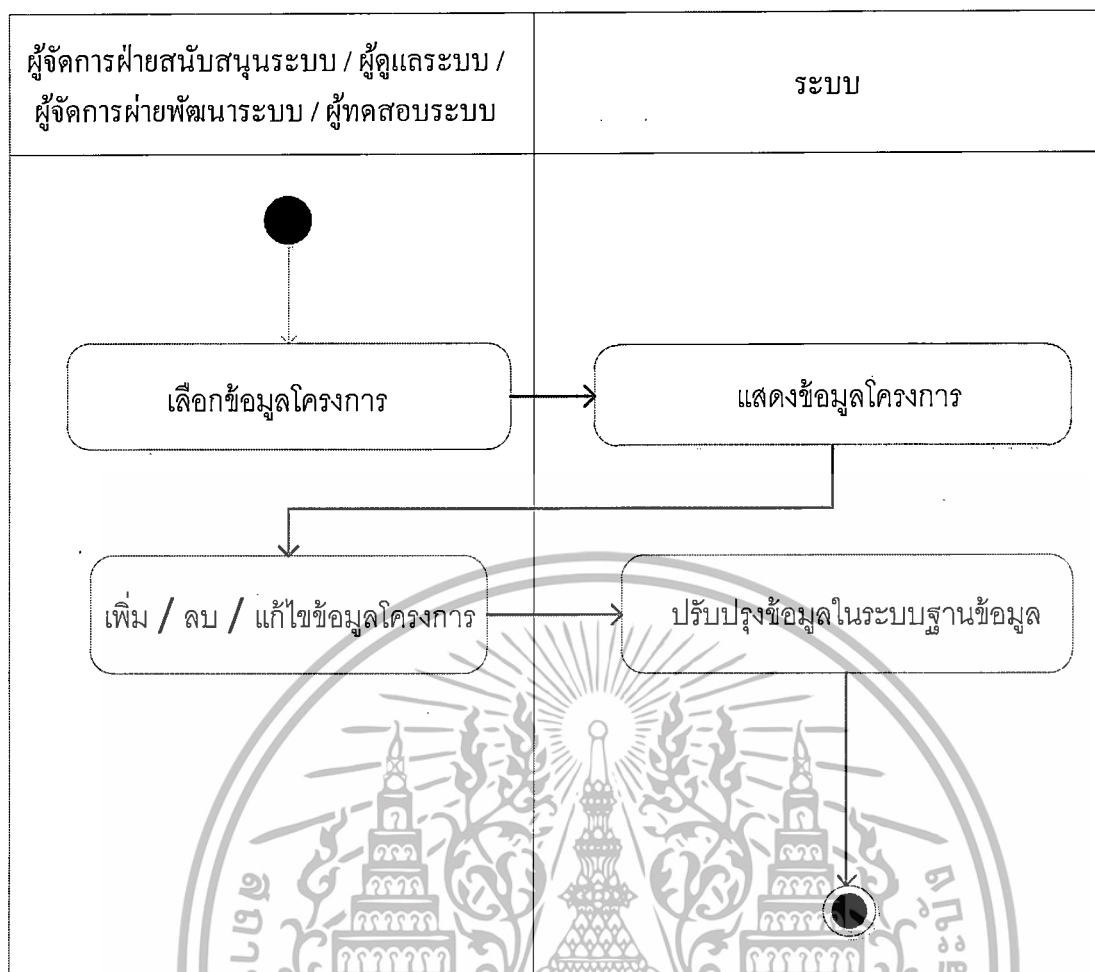 ผู้จัดการฝ่ายสนับสนุนระบบ / ผู้ดูแลระบบ /
ผู้จัดการผ่ายพัฒนาระบบ / ผู้ทดสอบระบบ
ระบบ
เลือกข้อมูลโครงการ
แสดงข้อมูลโครงการ
เพิ่ม / ลบ / แก้ไขข้อมูลโครงการ
ปรับปรุงข้อมูลในระบบฐานข้อมูล